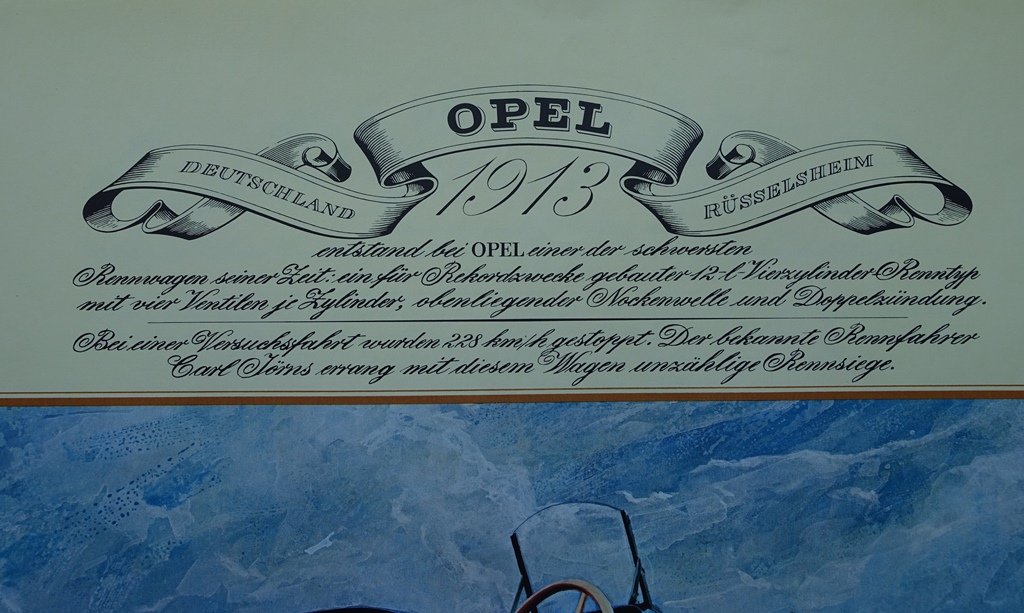 OPEL
DEUTSCHLAND
1913
RÜSSELSHEIM
entstand bei OPEL einer der schwersten
Rennwagen seiner Zeit: ein für Rekordzwecke gebauter 12-l-Vierzylinder-Renntyp
mit vier Ventilen je Zylinder, obenliegender Nockenwelle und Doppelzündung.
Bei einer Versuchsfahrt wurden 228 km/h gestoppt. Der bekannte Rennfahrer
Carl Jörns errang mit diesem Wagen unzählige Rennsiege.